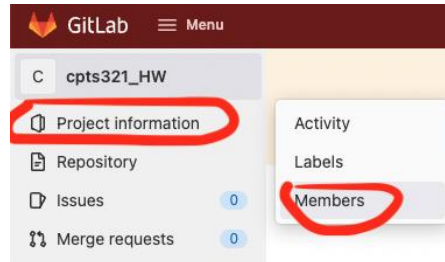 GitLab Menu
C cpts321_HW
Project information
Activity
Repository
Labels
Issues 0
Members
Merge requests 0